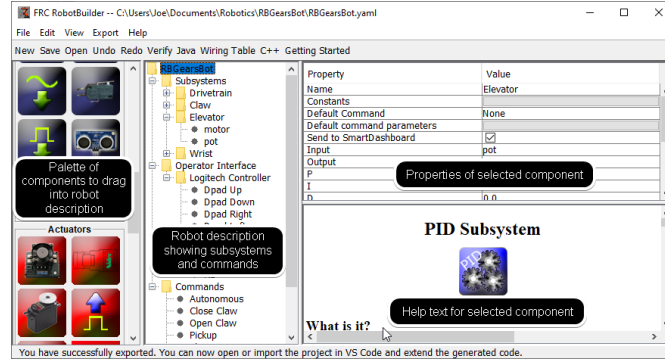 FRC RobotBuilder -- C:\Users\Joe\Documents\Robotics\RBGearsBot\RBGearsBot.yaml
File Edit View Export Help
New Save Open Undo Redo Verify Java Wiring Table C++ Getting Started
Palette of
components to drag
into robot
description
Actuators
RBGearsBot
Subsystems
Drivetrain
Claw
Elevator
motor
pot
Wrist
Operator Interface
Logitech Controller
Dpad Up
Dpad Down
Dpad Right
Robot description
showing subsystems
and commands
Commands
Autonomous
Close Claw
Open Claw
Pickup
Property Value
Name Elevator
Constants
Default Command None
Default command parameters
Send to SmartDashboard
Input pot
Output
P
I
D 0.0
Properties of selected component
PID Subsystem
PID
Help text for selected component
What is it?
You have successfully exported. You can now open or import the project in VS Code and extend the generated code.